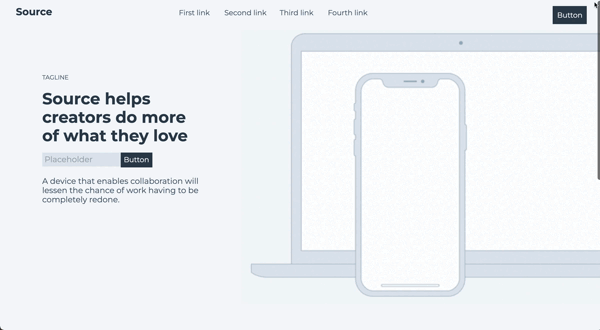 Source
First link
Second link
Third link
Fourth link
Button
TAGLINE
Source helps
creators do more
of what they love
Placeholder
Button
A device that enables collaboration will
lessen the chance of work having to be
completely redone.